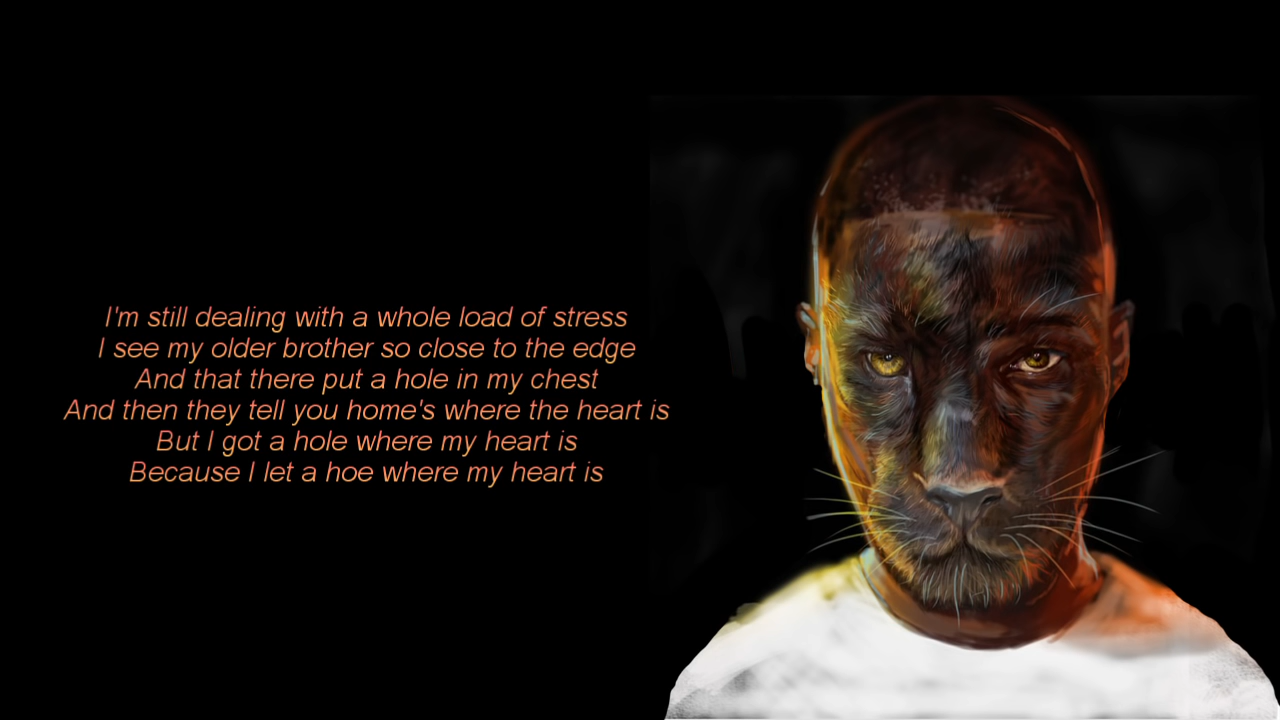 I'm still dealing with a whole load of stress
I see my older brother so close to the edge
And that there put a hole in my chest
And then they tell you home's where the heart is
But I got a hole where my heart is
Because I let a hoe where my heart is